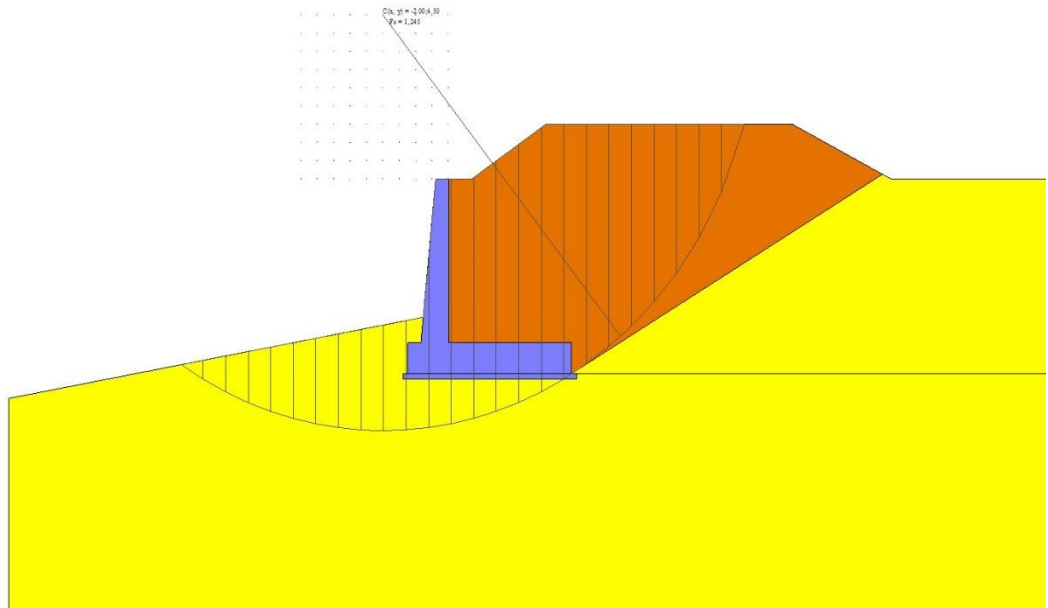 C(x, y) = -2,00;4,50
Fs = 1,245